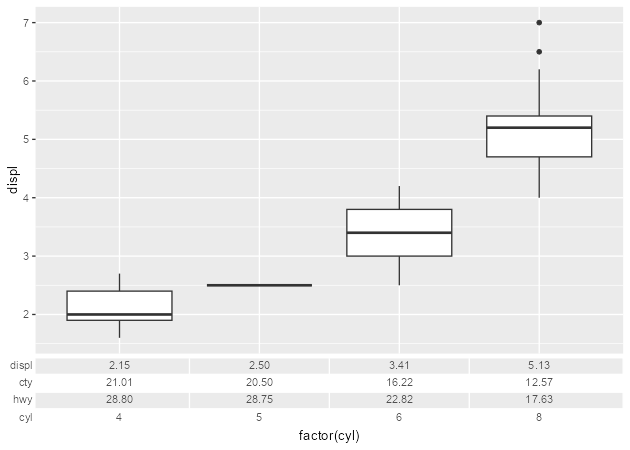 7
6
5
4
3
2
displ
displ 2.15 2.50 3.41 5.13
cty 21.01 20.50 16.22 12.57
hwy 28.80 28.75 22.82 17.63
cyl 4 5 6 8
factor(cyl)